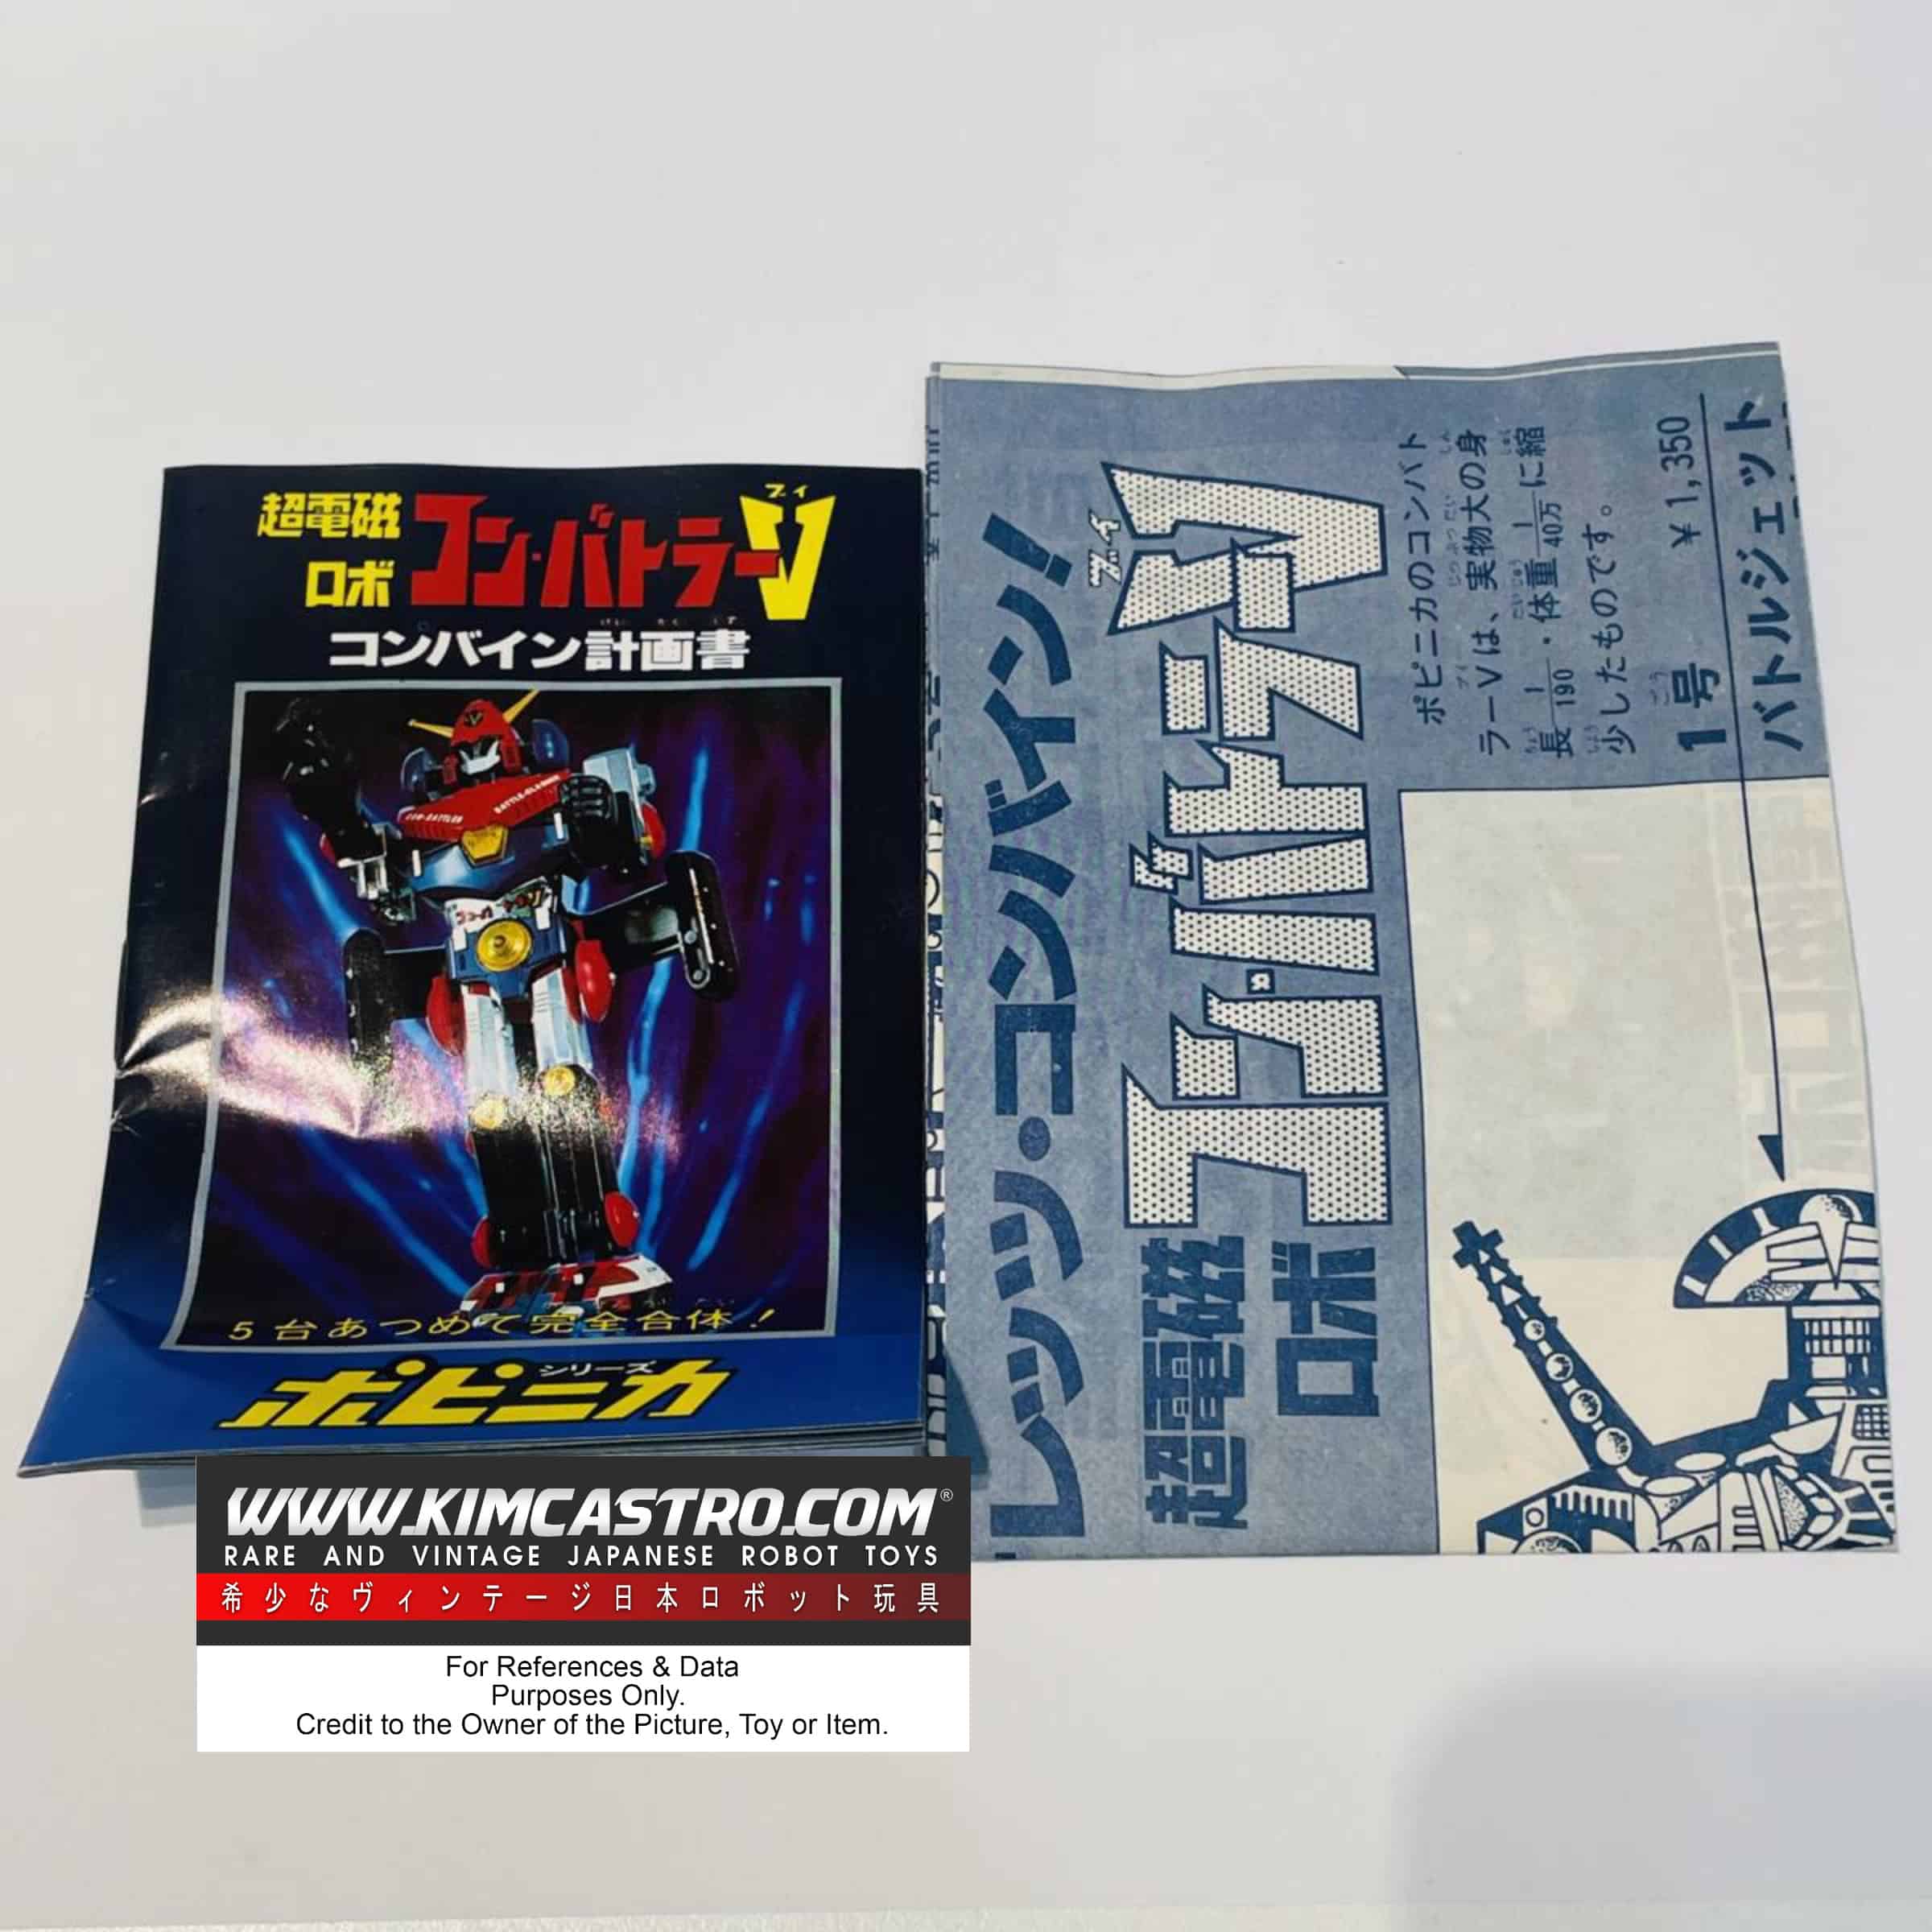 超電磁
ロボ
コン・バトラーV
ブイ
コンバイン計画書
CON-BATTLER
5台あつめて完全合体!
ポピニカ
シリーズ
レッツ・コンバイン!
超電磁
ロボ
コン・バトラーV
ブイ
ポピニカのコンバト
ラーVは、実物大の身
長1/190・体重1/40万に縮
少したものです。
1号 ¥1,350
バトルジェット
WWW.KIMCASTRO.COM®
RARE AND VINTAGE JAPANESE ROBOT TOYS
希少なヴィンテージ日本ロボット玩具
For References & Data
Purposes Only.
Credit to the Owner of the Picture, Toy or Item.